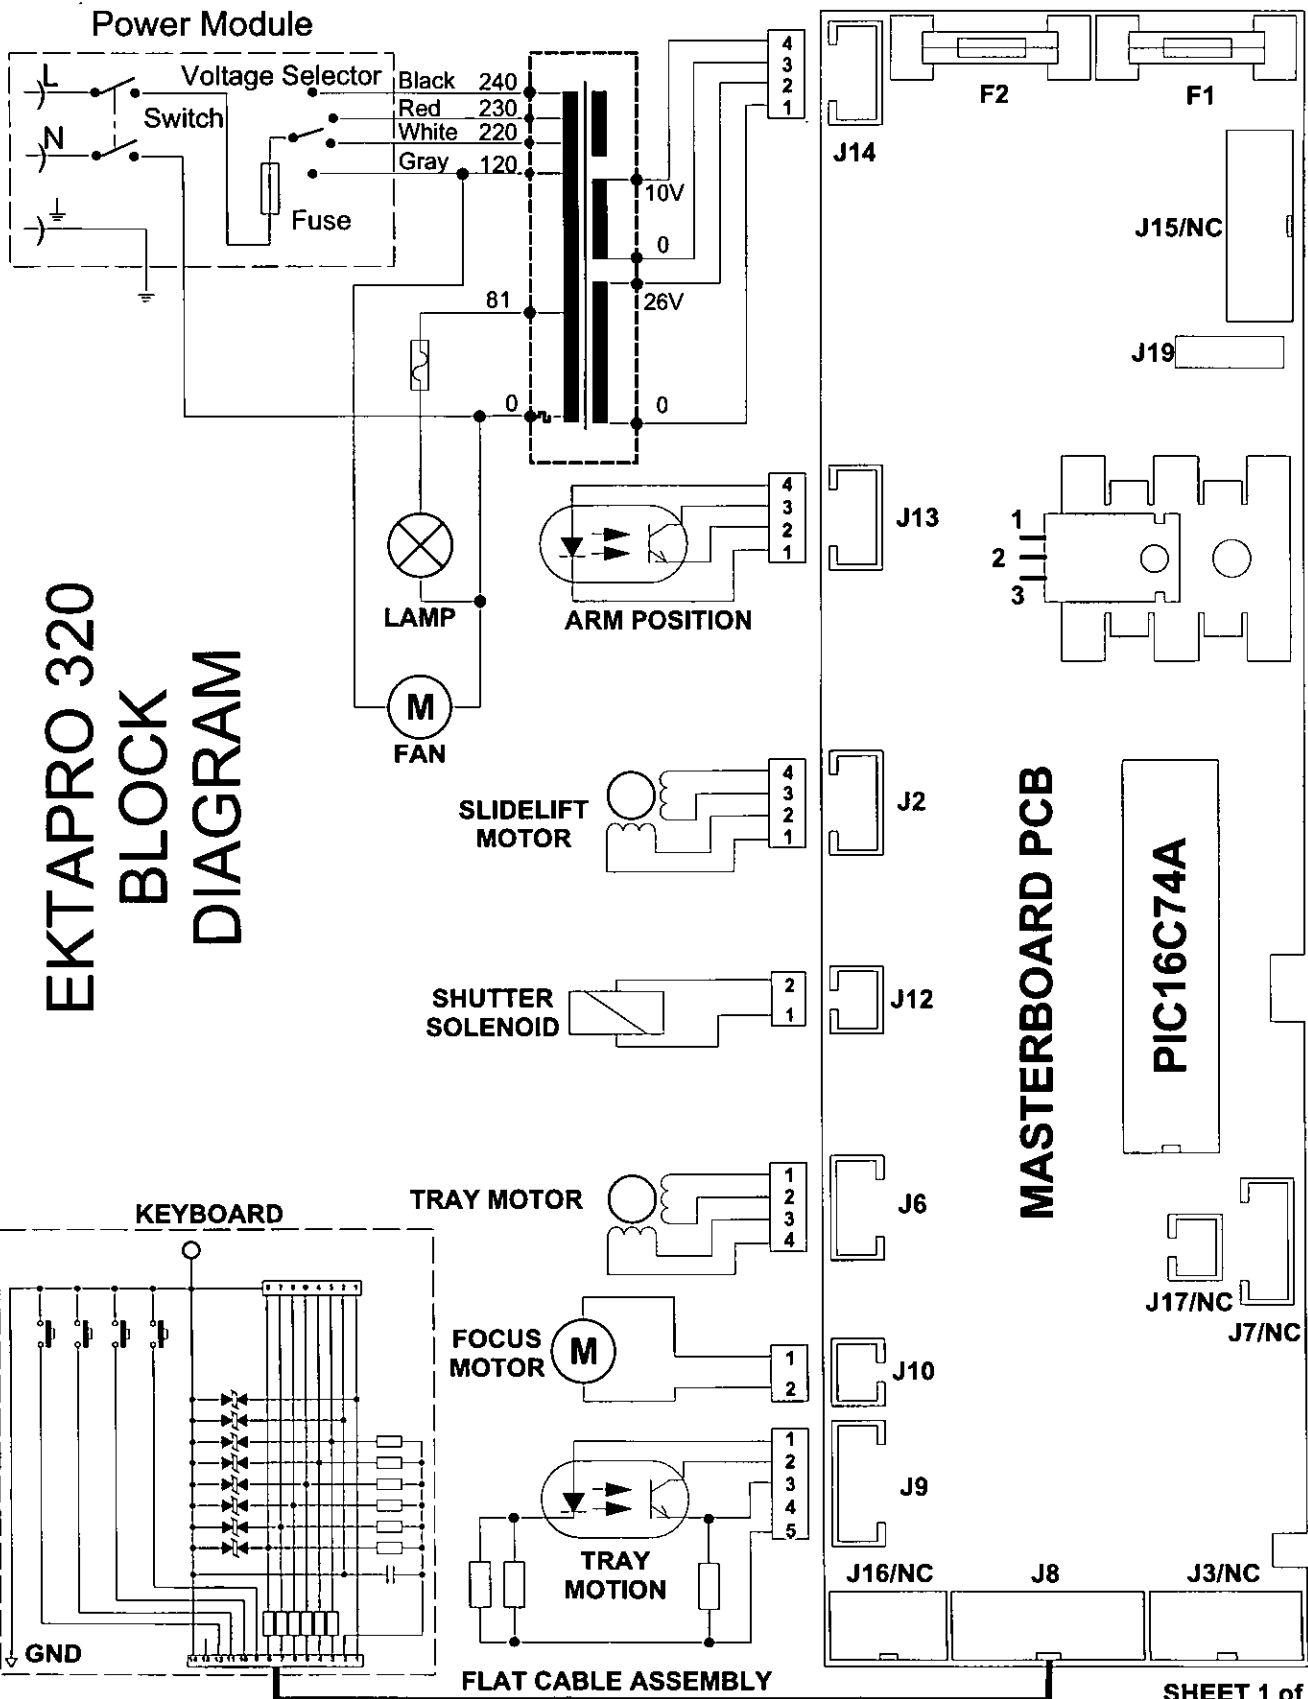 Power Module
L
N
Switch
Voltage Selector
Fuse
Black 240
Red 230
White 220
Gray 120
81
0
10V
0
26V
0
4
3
2
1
J14
F2
F1
J15/NC
J19
LAMP
M
FAN
EKTAPRO 320
BLOCK
DIAGRAM
4
3
2
1
ARM POSITION
J13
1
2
3
SLIDELIFT
MOTOR
4
3
2
1
J2
MASTERBOARD PCB
PIC16C74A
SHUTTER
SOLENOID
2
1
J12
TRAY MOTOR
1
2
3
4
J6
J17/NC
J7/NC
KEYBOARD
GND
FOCUS
MOTOR
M
1
2
J10
1
2
3
4
5
TRAY
MOTION
J9
J16/NC
J8
J3/NC
FLAT CABLE ASSEMBLY
SHEET 1 of